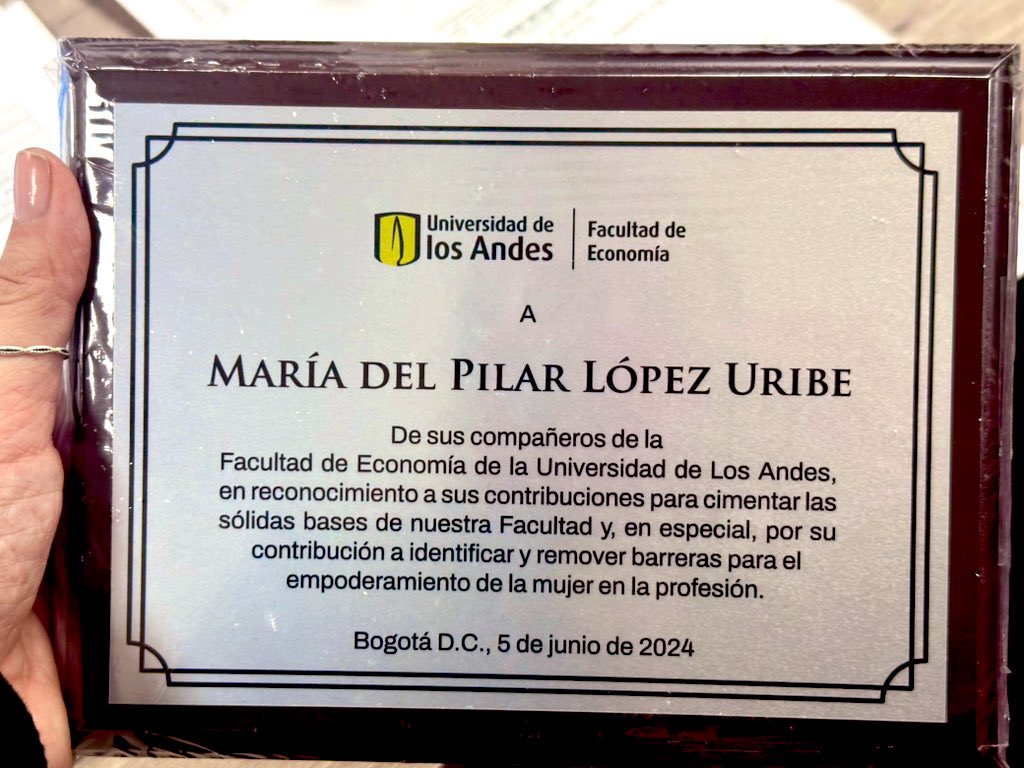 Universidad de
los Andes
Facultad de
Economía
A
MARÍA DEL PILAR LÓPEZ URIBE
De sus compañeros de la
Facultad de Economía de la Universidad de Los Andes,
en reconocimiento a sus contribuciones para cimentar las
sólidas bases de nuestra Facultad y, en especial, por su
contribución a identificar y remover barreras para el
empoderamiento de la mujer en la profesión.
Bogotá D.C., 5 de junio de 2024